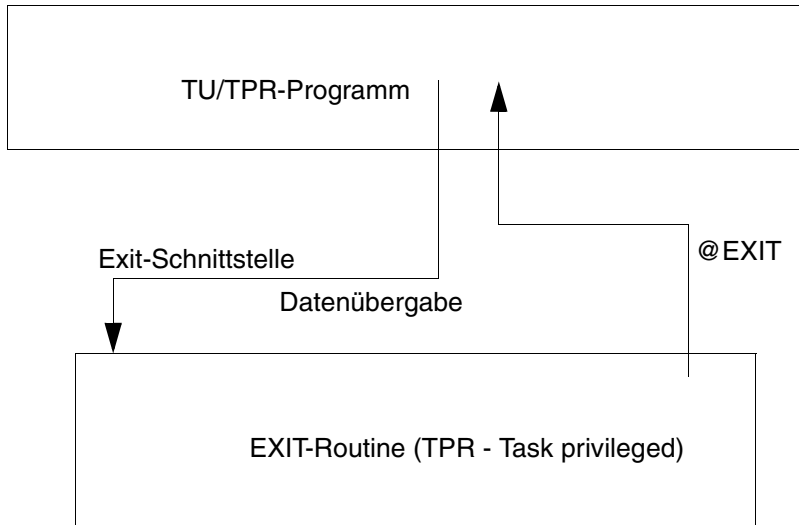 TU/TPR-Programm
Exit-Schnittstelle
@EXIT
Datenübergabe
EXIT-Routine (TPR - Task privileged)